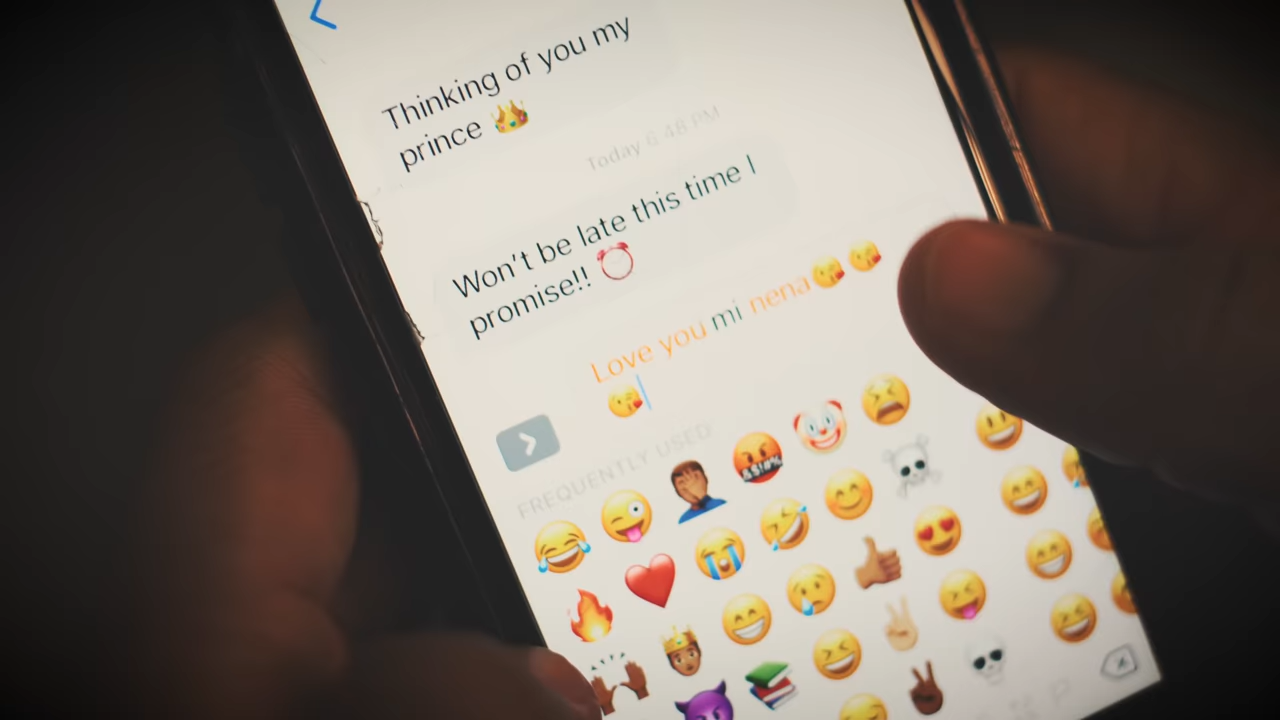 Thinking of you my
prince 👑
Today 6:48 PM
Won't be late this time I
promise!! ⏰
Love you mi nena😘😘
😘
FREQUENTLY USED